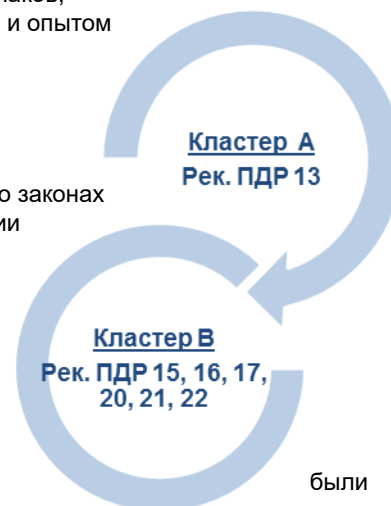 и опытом
Кластер А
Рек. ПДР 13
о законах
ии
Кластер В
Рек. ПДР 15, 16, 17,
20, 21, 22
были